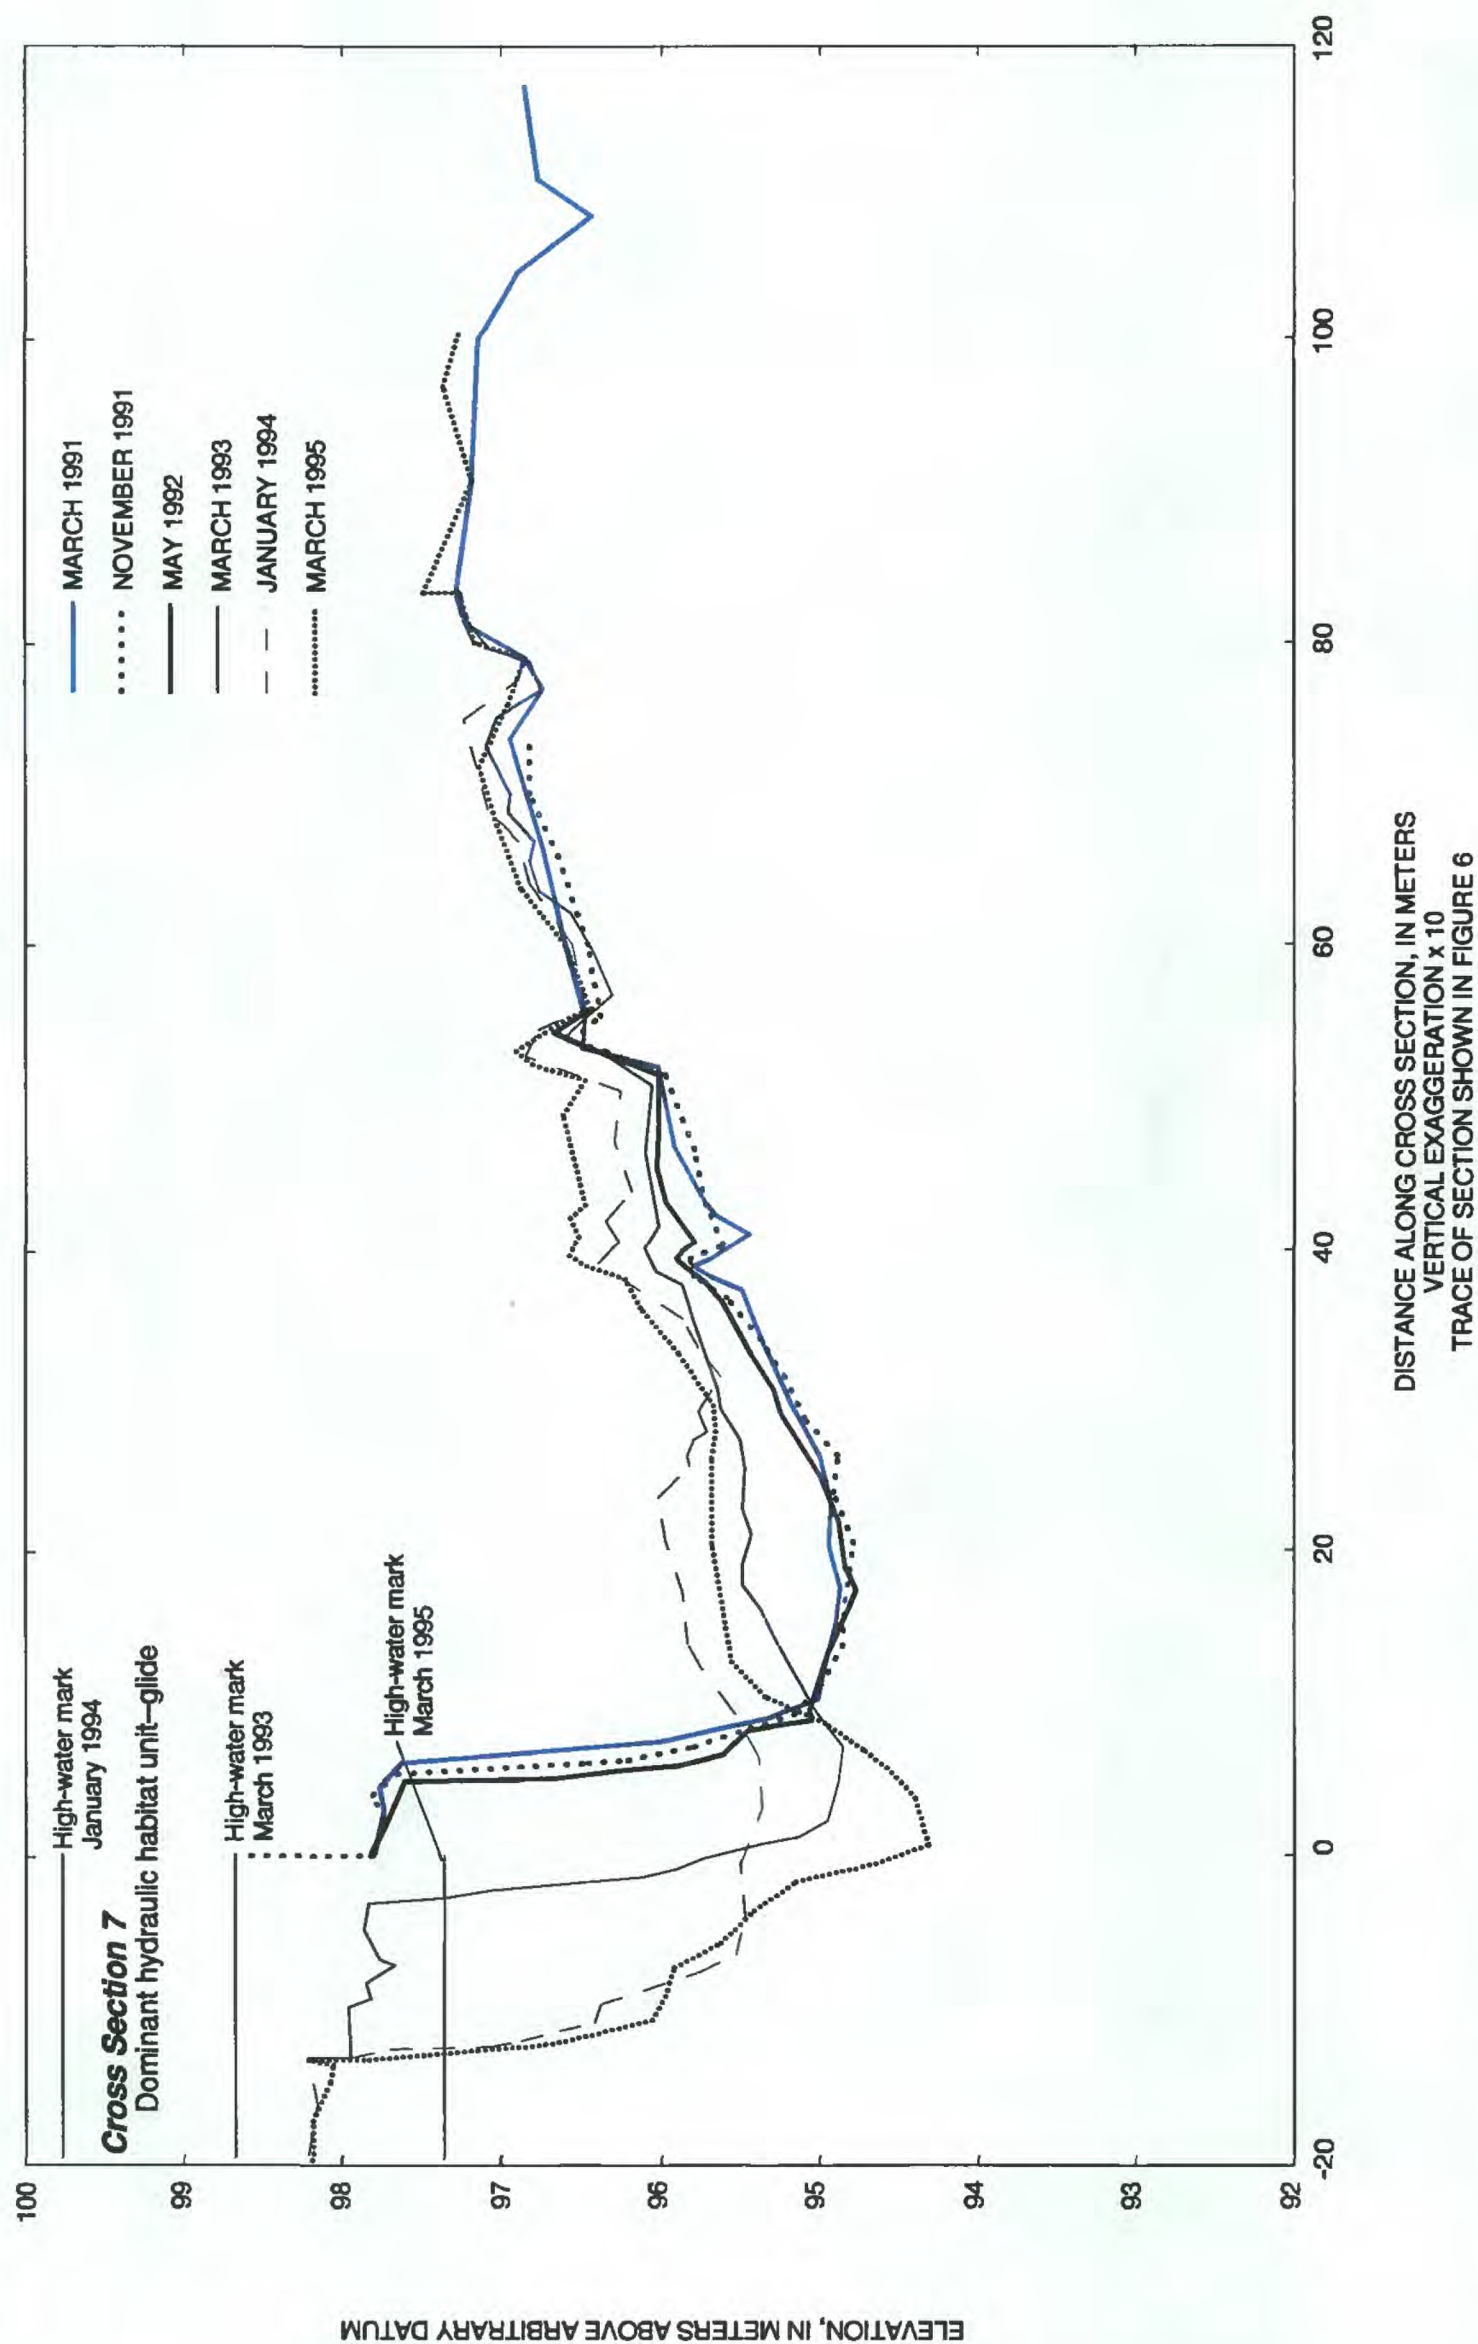 100
99
98
97
96
95
94
93
92
ELEVATION, IN METERS ABOVE ARBITRARY DATUM
High-water mark
January 1994
Cross Section 7
Dominant hydraulic habitat unit–glide
High-water mark
March 1993
High-water mark
March 1995
MARCH 1991
NOVEMBER 1991
MAY 1992
MARCH 1993
JANUARY 1994
MARCH 1995
-20
0
20
40
60
80
100
120
DISTANCE ALONG CROSS SECTION, IN METERS
VERTICAL EXAGGERATION x 10
TRACE OF SECTION SHOWN IN FIGURE 6